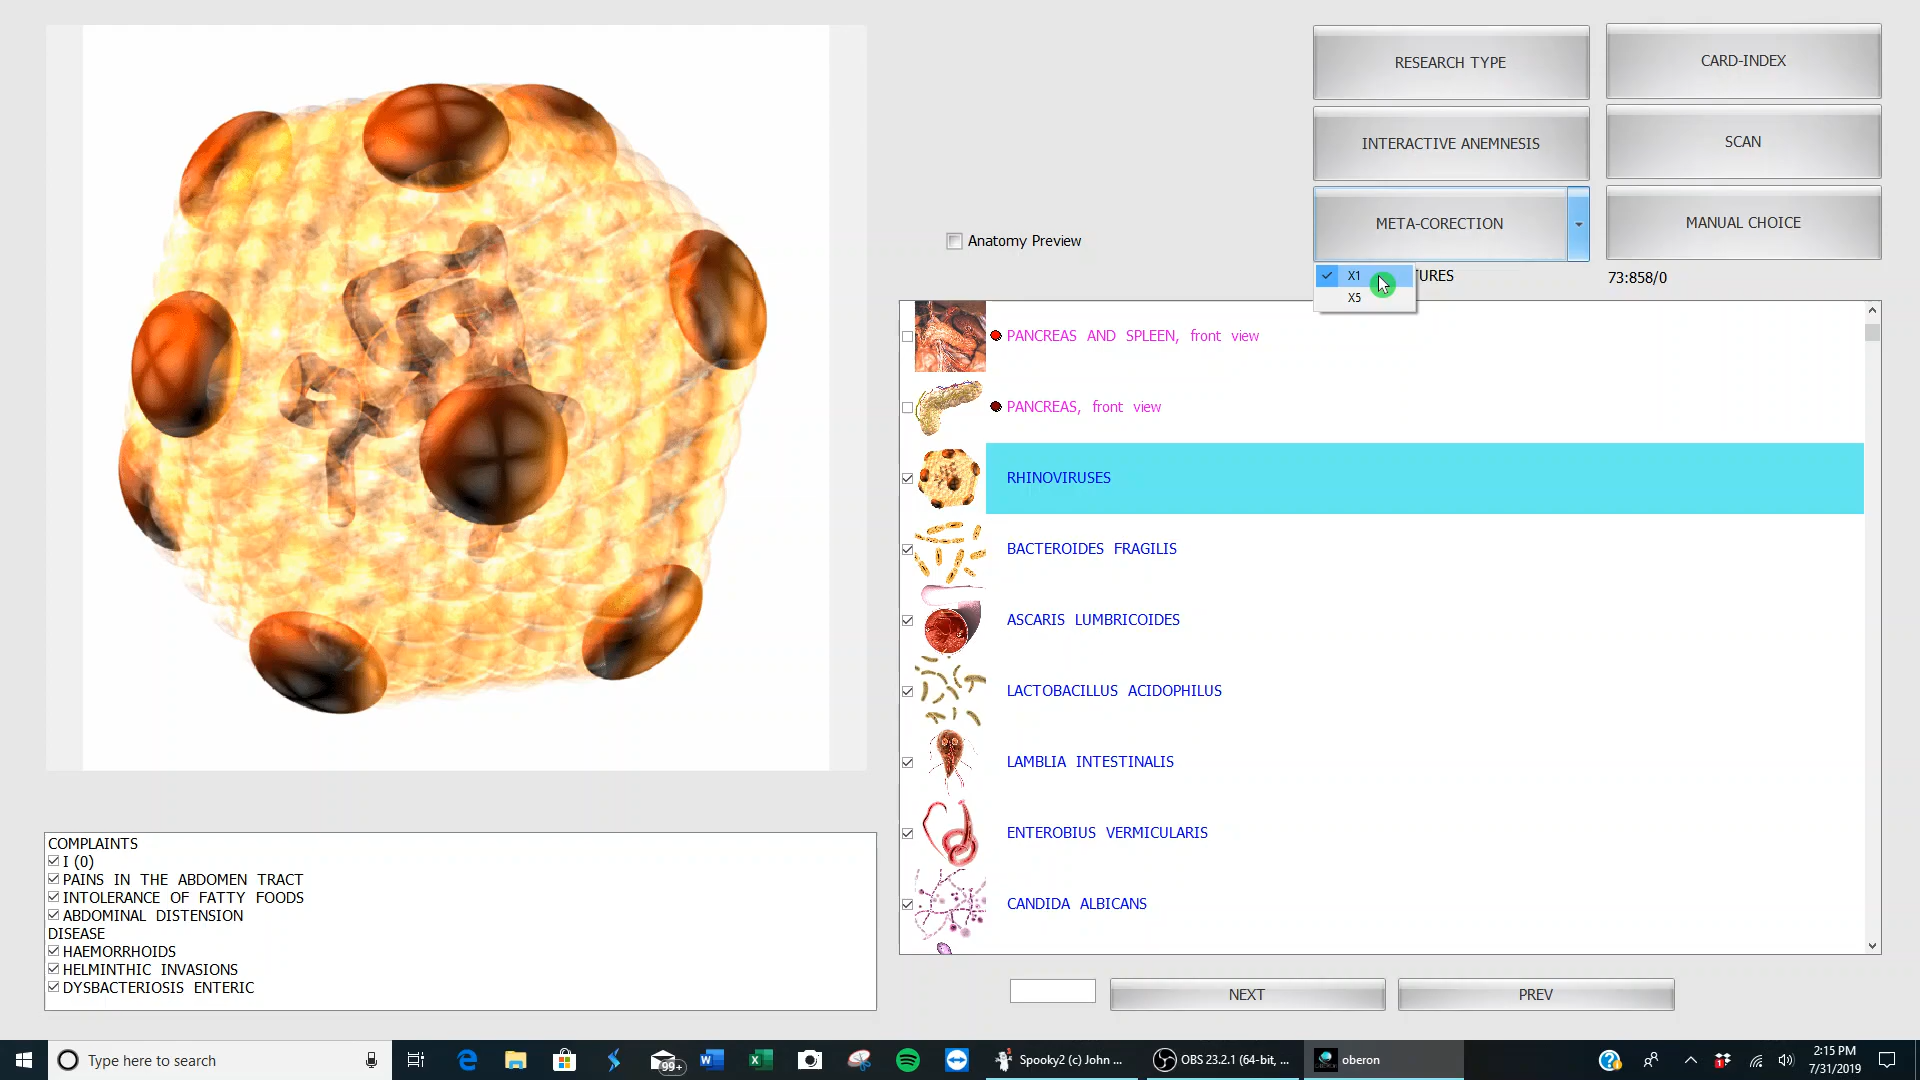 RESEARCH TYPE
CARD-INDEX
INTERACTIVE ANEMNESIS
SCAN
META-CORECTION
MANUAL CHOICE
Anatomy Preview
X1
X5
73:858/0
PANCREAS AND SPLEEN, front view
PANCREAS, front view
RHINOVIRUSES
BACTEROIDES FRAGILIS
ASCARIS LUMBRICOIDES
LACTOBACILLUS ACIDOPHILUS
LAMBLIA INTESTINALIS
ENTEROBIUS VERMICULARIS
CANDIDA ALBICANS
COMPLAINTS
I (0)
PAINS IN THE ABDOMEN TRACT
INTOLERANCE OF FATTY FOODS
ABDOMINAL DISTENSION
DISEASE
HAEMORRHOIDS
HELMINTHIC INVASIONS
DYSBACTERIOSIS ENTERIC
NEXT
PREV
Type here to search
99+
Spooky2 (c) John ...
OBS 23.2.1 (64-bit, ...
oberon
2:15 PM
7/31/2019